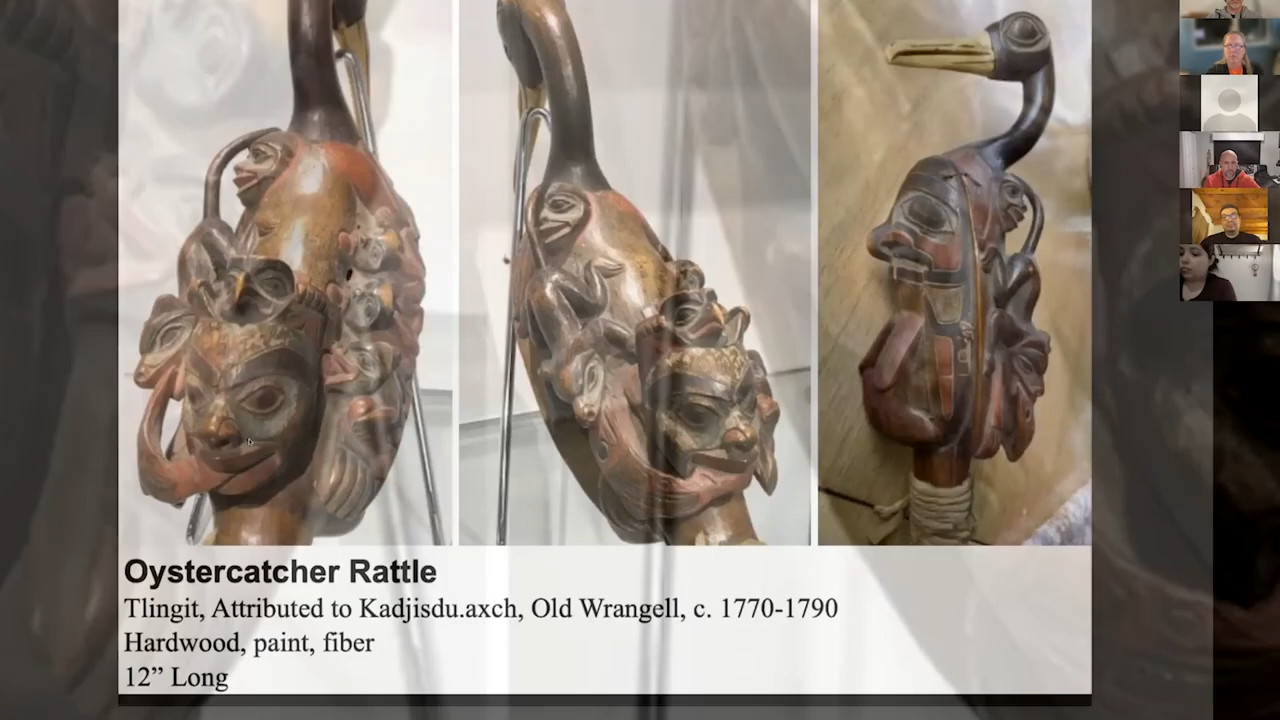 Oystercatcher Rattle
Tlingit, Attributed to Kadjisdu.axch, Old Wrangell, c. 1770-1790
Hardwood, paint, fiber
12” Long